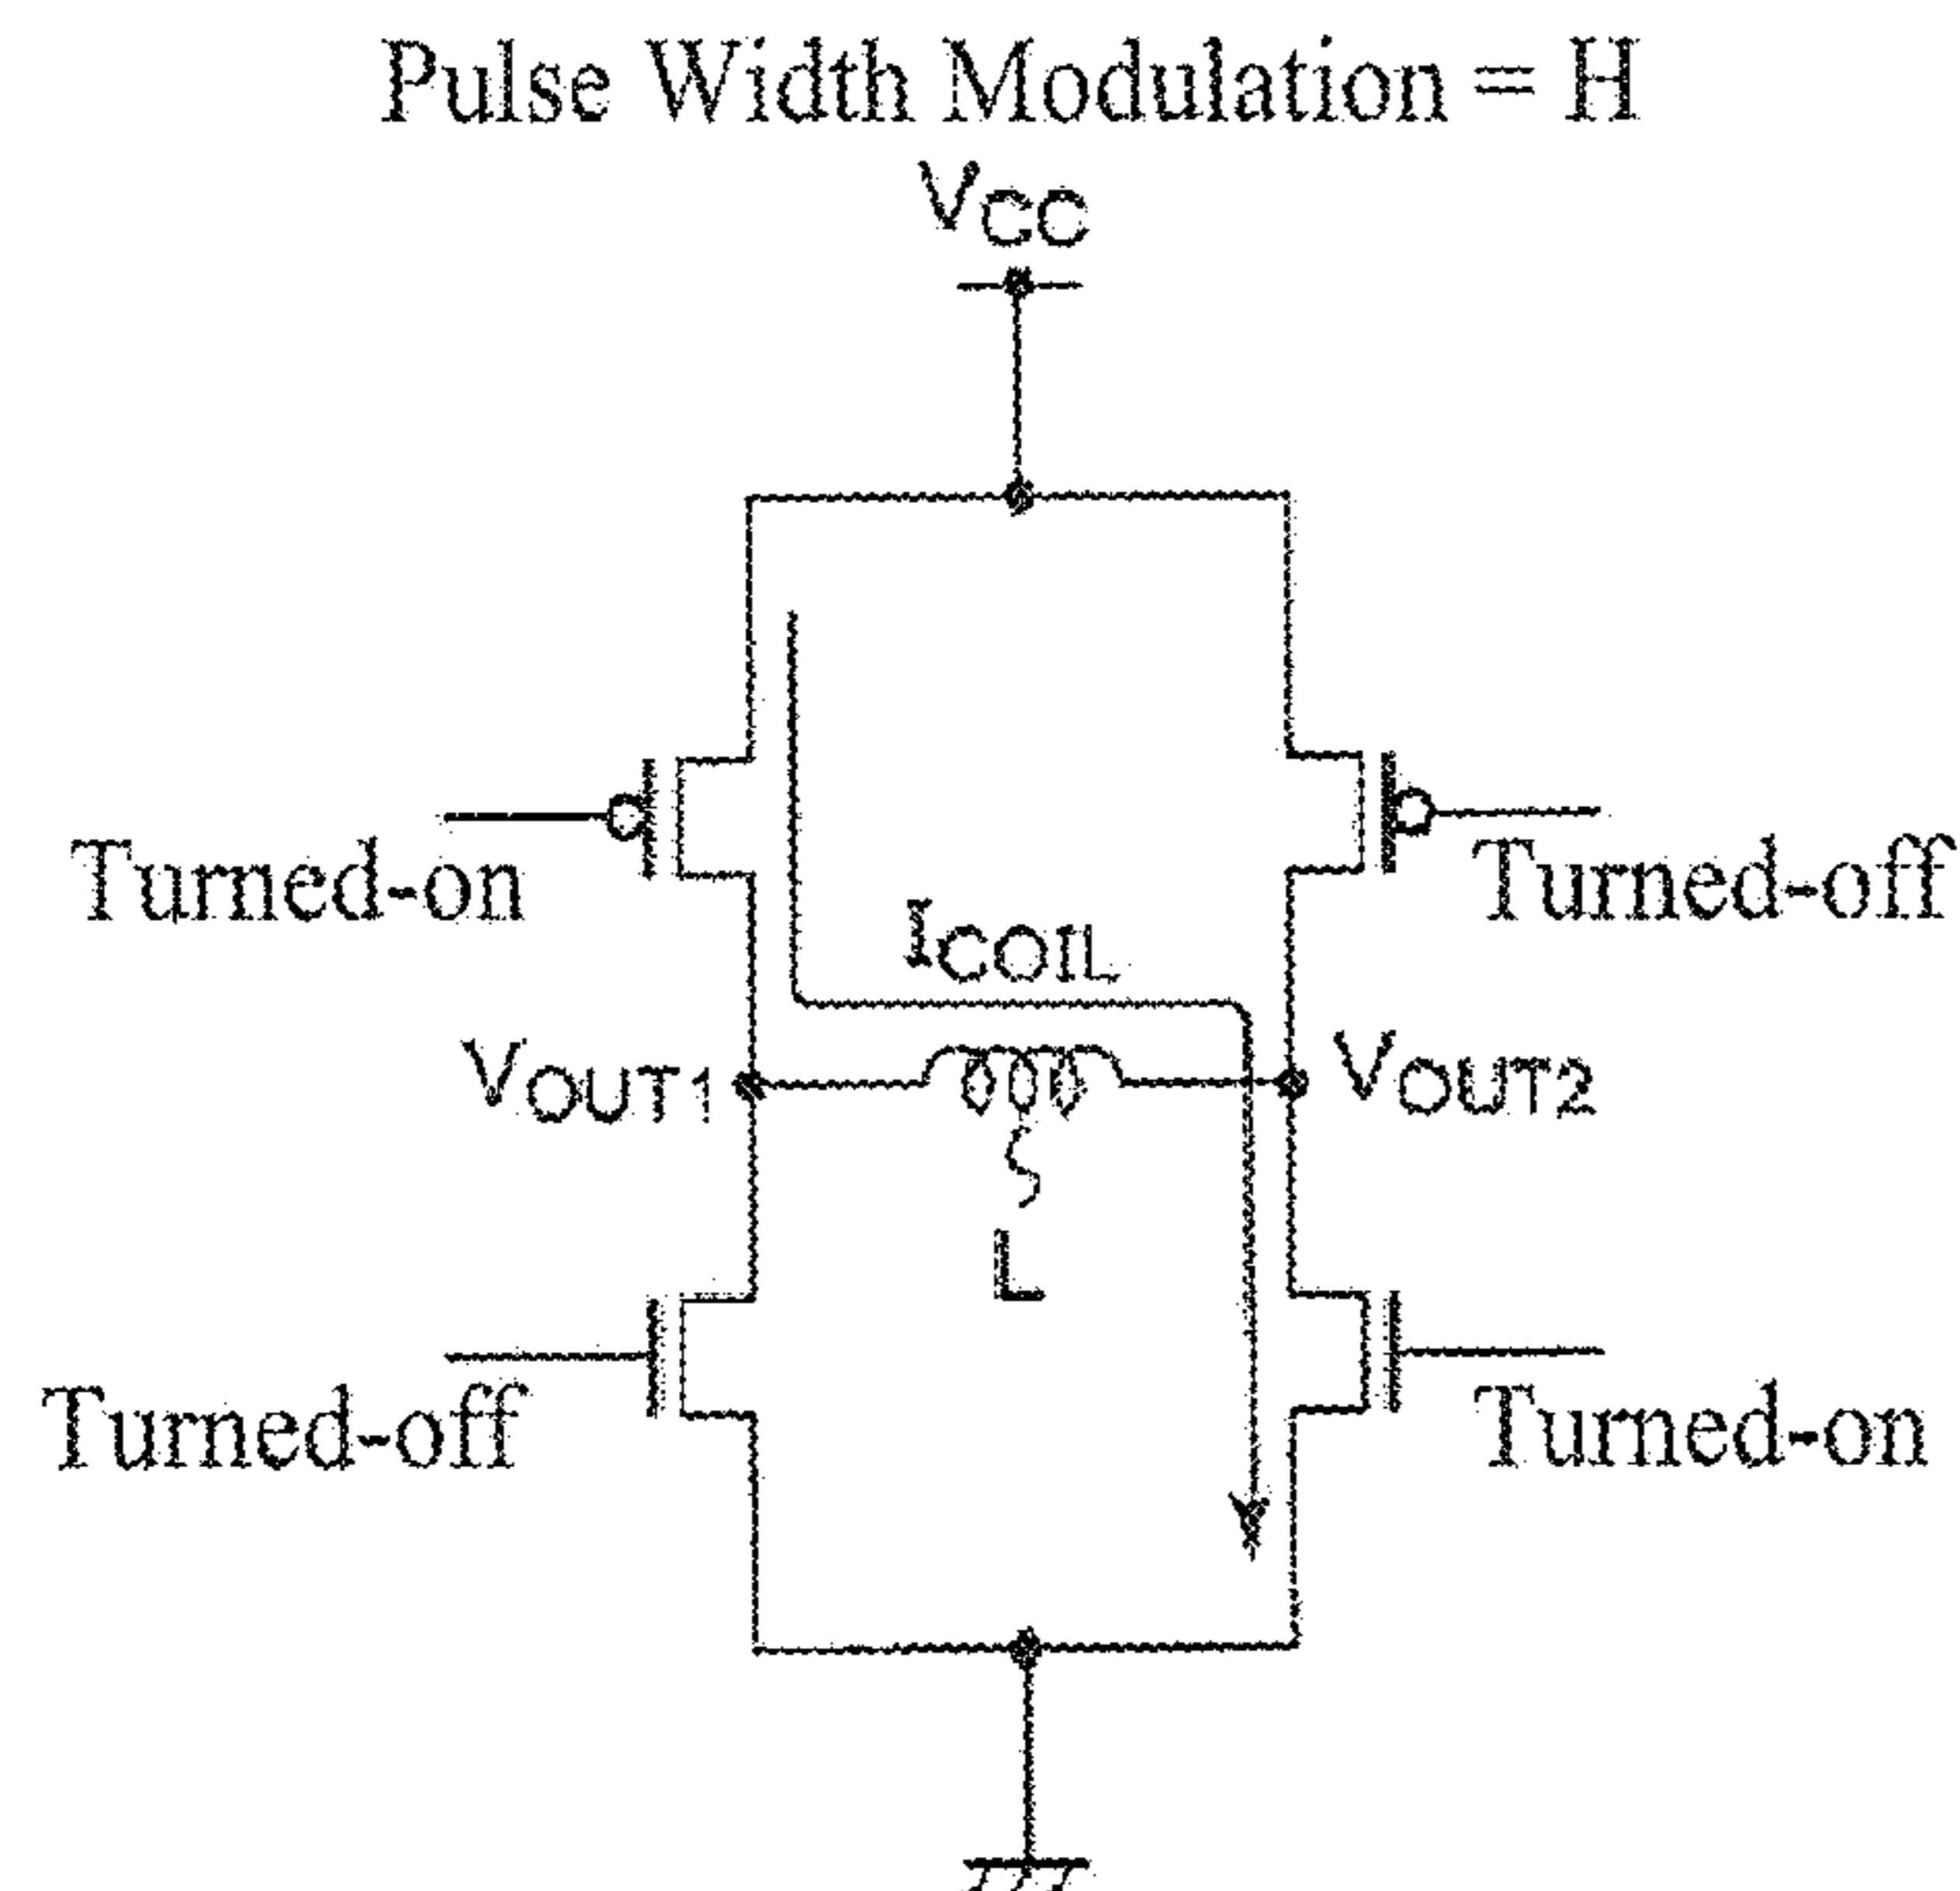 Pulse Width Modulation = H
VCC
Turned-on
Turned-off
ICOIL
VOUT1
VOUT2
L
Turned-off
Turned-on